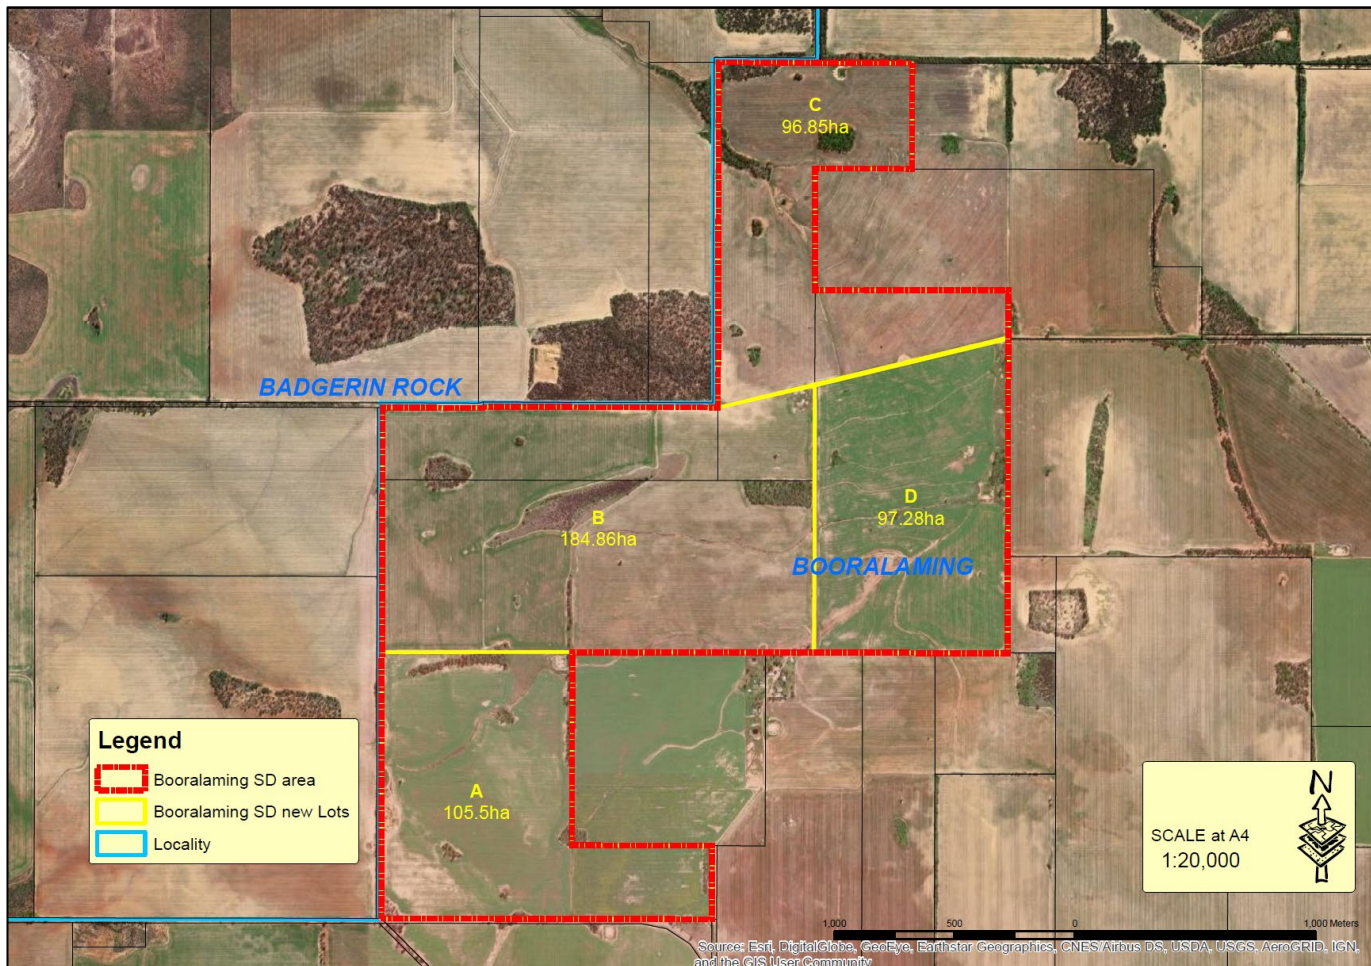 C
96.85ha
BADGERIN ROCK
B
184.86ha
D
97.28ha
BOORALAMING
A
105.5ha
Legend
Booralaming SD area
Booralaming SD new Lots
Locality
N
SCALE at A4
1:20,000
1,000 500 0 1,000 Meters
Source: Esri, DigitalGlobe, GeoEye, Earthstar Geographics, CNES/Airbus DS, USDA, USGS, AeroGRID, IGN,
and the GIS User Community